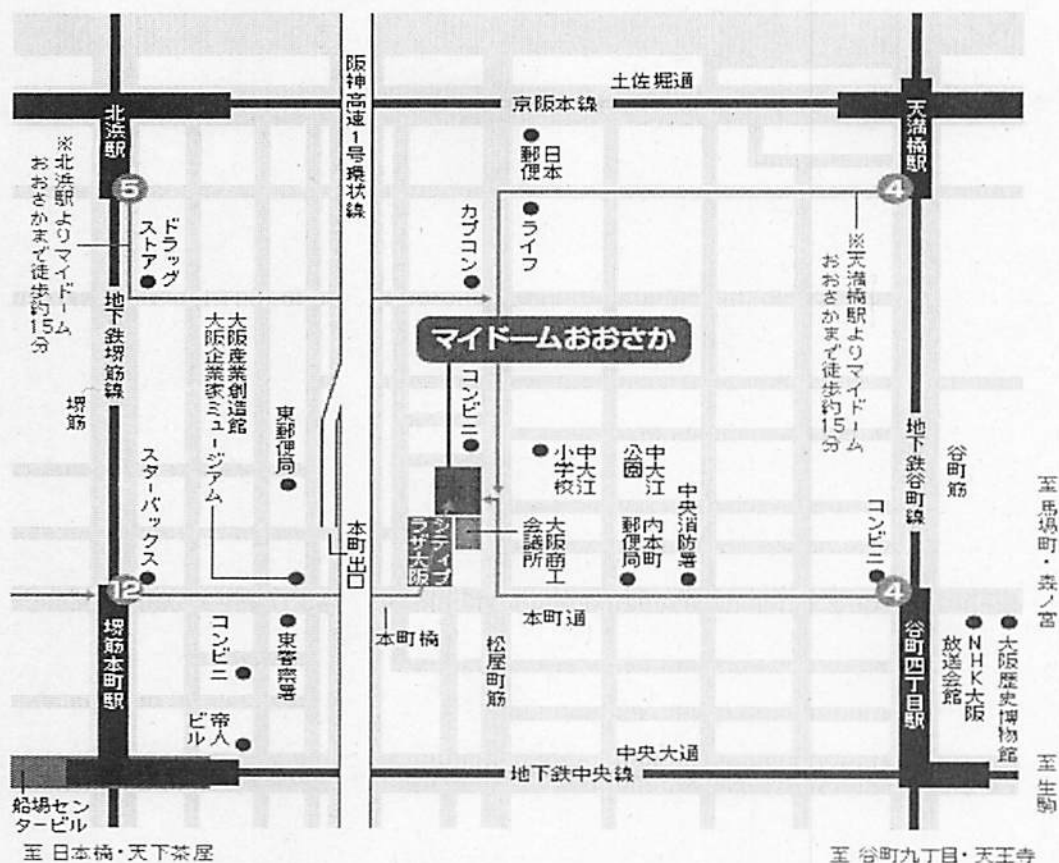 土佐堀通
京阪本線
阪神高速1号環状線
北浜駅
天満橋駅
5
4
※北浜駅よりマイドーム
おおさかまで徒歩約15分
※天満橋駅よりマイドーム
おおさかまで徒歩約15分
日本
郵便
ライフ
カプコン
ドラッグ
ストア
マイドームおおさか
地下鉄堺筋線
堺筋
大阪産業創造館
大阪企業家ミュージアム
東郵便局
スターバックス
コンビニ
中大江
小学校
中大江
公園
中央消防署
内本町
郵便局
大阪商工
会議所
シティプ
ラザ大阪
コンビニ
地下鉄谷町線
谷町筋
至 馬場町・森ノ宮
本町出口
12
4
堺筋本町駅
谷町四丁目駅
本町橋
本町通
松屋町筋
コンビニ
東警察署
帝人
ビル
NHK大阪
放送会館
大阪歴史博物館
中央大通
地下鉄中央線
至 生駒
船場セン
タービル
至 日本橋・天下茶屋
至 谷町九丁目・天王寺